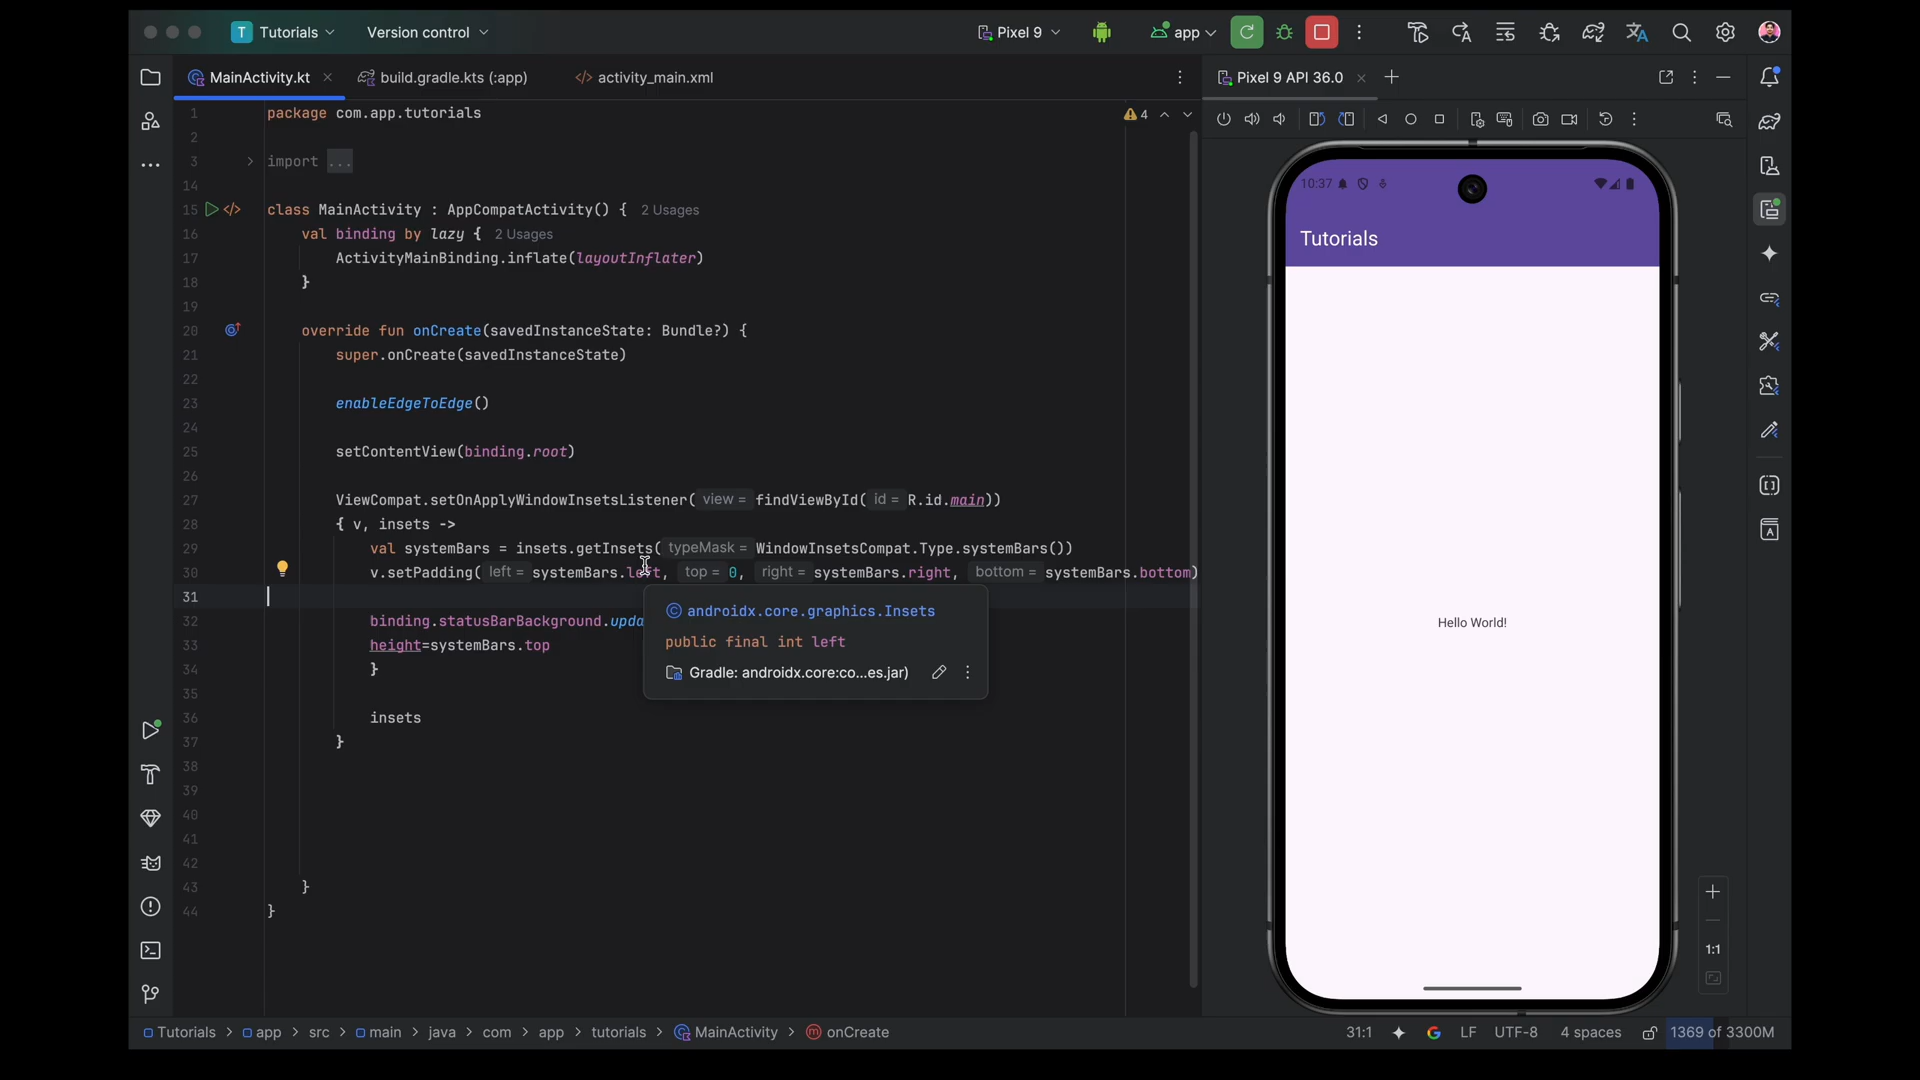 T Tutorials
Version control
Pixel 9
app
MainActivity.kt
build.gradle.kts (:app)
</> activity_main.xml
Pixel 9 API 36.0
1 package com.app.tutorials
4
2
3 import ...
14
15 class MainActivity : AppCompatActivity() { 2 Usages
16 val binding by lazy { 2 Usages
17 ActivityMainBinding.inflate(layoutInflater)
18 }
19
20 override fun onCreate(savedInstanceState: Bundle?) {
21 super.onCreate(savedInstanceState)
22
23 enableEdgeToEdge()
24
25 setContentView(binding.root)
26
27 ViewCompat.setOnApplyWindowInsetsListener( view = findViewById( id = R.id.main))
28 { v, insets ->
29 val systemBars = insets.getInsets( typeMask = WindowInsetsCompat.Type.systemBars())
30 v.setPadding( left = systemBars.left, top = 0, right = systemBars.right, bottom = systemBars.bottom)
31
32 binding.statusBarBackground.upda
33 height=systemBars.top
34 }
35
36 insets
37 }
38
39
40
41
42
43 }
44 }
androidx.core.graphics.Insets
public final int left
Gradle: androidx.core:co...es.jar)
10:37
Tutorials
Hello World!
1:1
Tutorials > app > src > main > java > com > app > tutorials > MainActivity > onCreate
31:1 LF UTF-8 4 spaces 1369 of 3300M